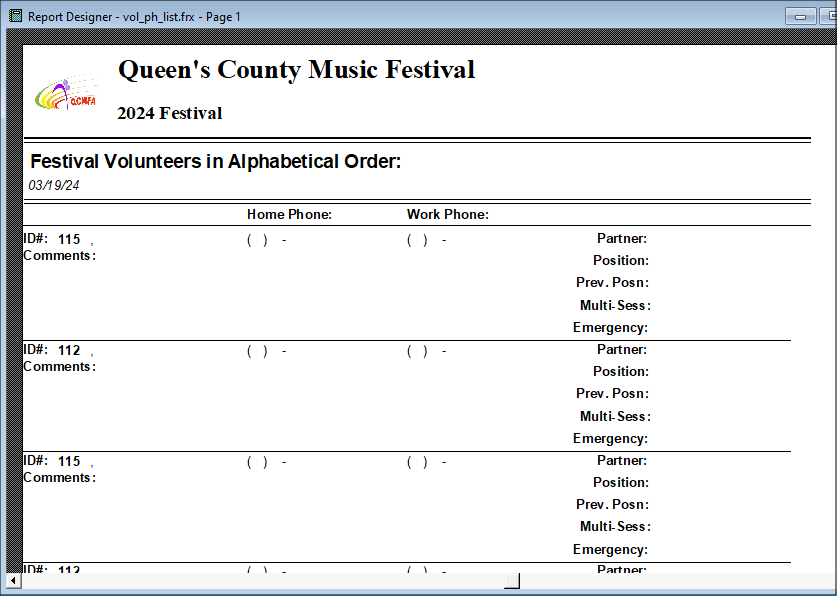 Report Designer - vol_ph_list.frx - Page 1
Queen's County Music Festival
QCMFA
2024 Festival
Festival Volunteers in Alphabetical Order:
03/19/24
Home Phone: Work Phone:
ID#: 115 , ( ) - ( ) - Partner:
Comments:
Position:
Prev. Posn:
Multi-Sess:
Emergency:
ID#: 112 , ( ) - ( ) - Partner:
Comments:
Position:
Prev. Posn:
Multi-Sess:
Emergency:
ID#: 115 , ( ) - ( ) - Partner:
Comments:
Position:
Prev. Posn:
Multi-Sess:
Emergency:
ID#: 112 , ( ) - ( ) - Partner: